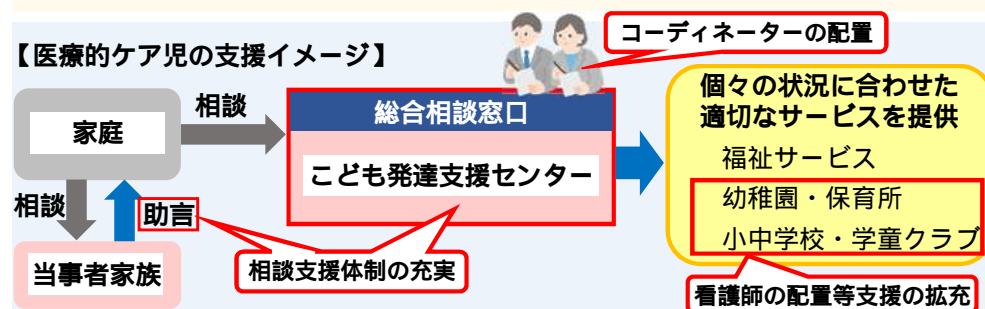 コーディネーターの配置
【医療的ケア児の支援イメージ】
家庭
相談
総合相談窓口
こども発達支援センター
個々の状況に合わせた
適切なサービスを提供
福祉サービス
幼稚園・保育所
小中学校・学童クラブ
相談
助言
当事者家族
相談支援体制の充実
看護師の配置等支援の拡充